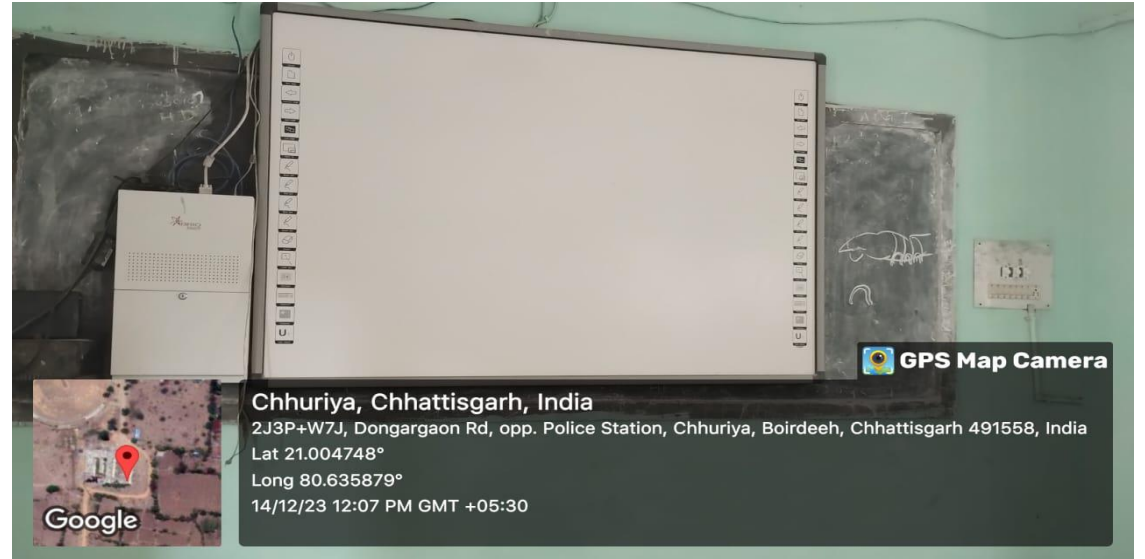 GPS Map Camera
Chhuriya, Chhattisgarh, India
2J3P+W7J, Dongargaon Rd, opp. Police Station, Chhuriya, Boirdeeh, Chhattisgarh 491558, India
Lat 21.004748°
Long 80.635879°
14/12/23 12:07 PM GMT +05:30
Google